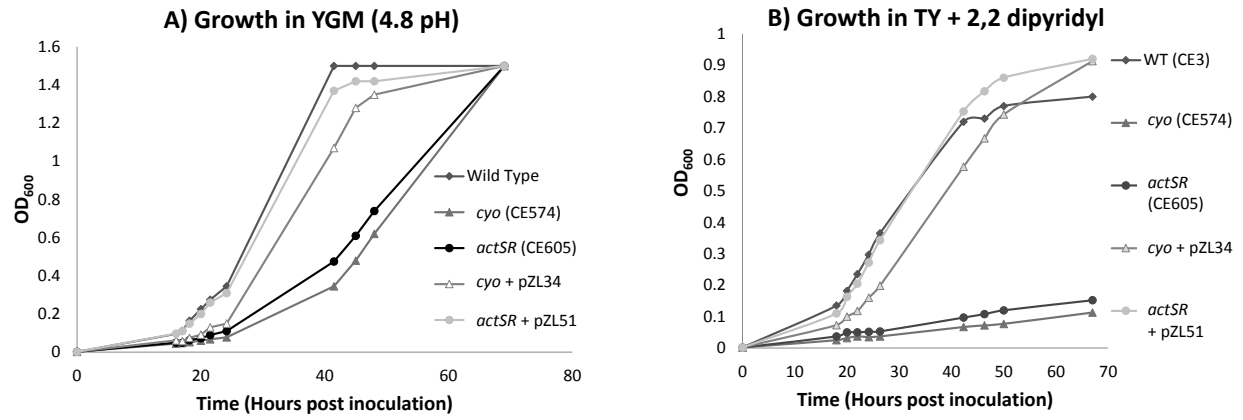 A) Growth in YGM (4.8 pH)
OD600
1.6
1.4
1.2
1
0.8
0.6
0.4
0.2
0
0
20
40
60
80
Time (Hours post inoculation)
Wild Type
cyo (CE574)
actSR (CE605)
cyo + pZL34
actSR + pZL51
B) Growth in TY + 2,2 dipyridyl
OD600
1
0.9
0.8
0.7
0.6
0.5
0.4
0.3
0.2
0.1
0
0
10
20
30
40
50
60
70
Time (Hours post inoculation)
WT (CE3)
cyo (CE574)
actSR
(CE605)
cyo + pZL34
actSR
+ pZL51